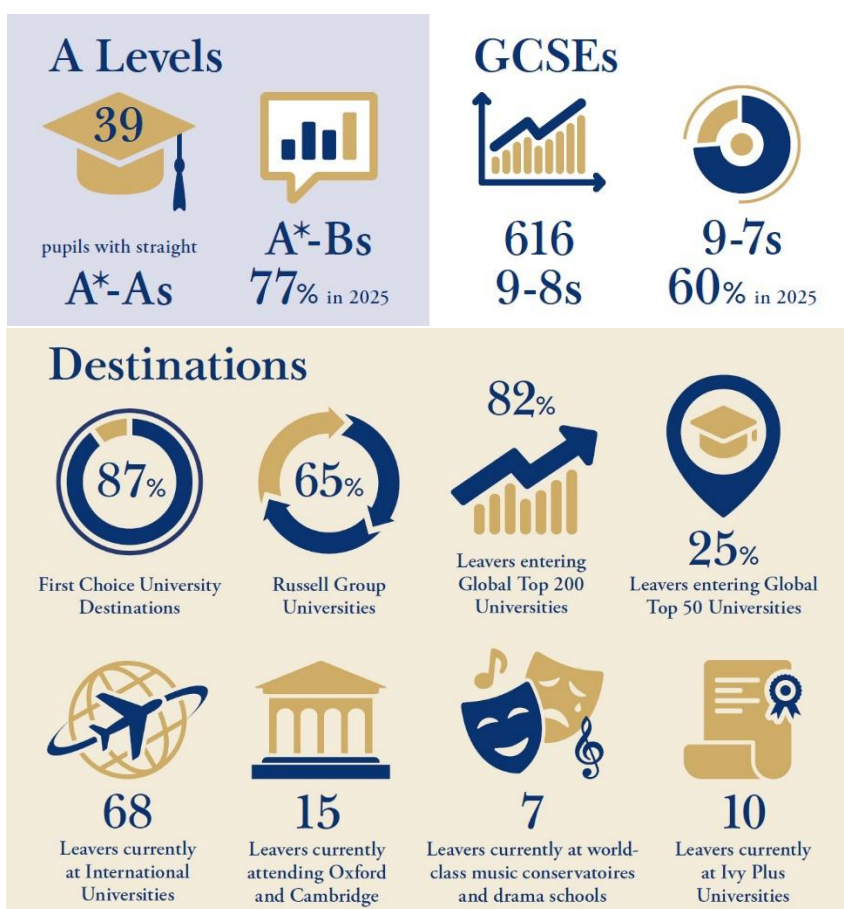 A Levels
39
pupils with straight
A*-As
A*-Bs
77% in 2025
GCSEs
616
9-8s
9-7s
60% in 2025
Destinations
87%
First Choice University
Destinations
65%
Russell Group
Universities
82%
Leavers entering
Global Top 200
Universities
25%
Leavers entering Global
Top 50 Universities
68
Leavers currently
at International
Universities
15
Leavers currently
attending Oxford
and Cambridge
7
Leavers currently at world-
class music conservatoires
and drama schools
10
Leavers currently
at Ivy Plus
Universities